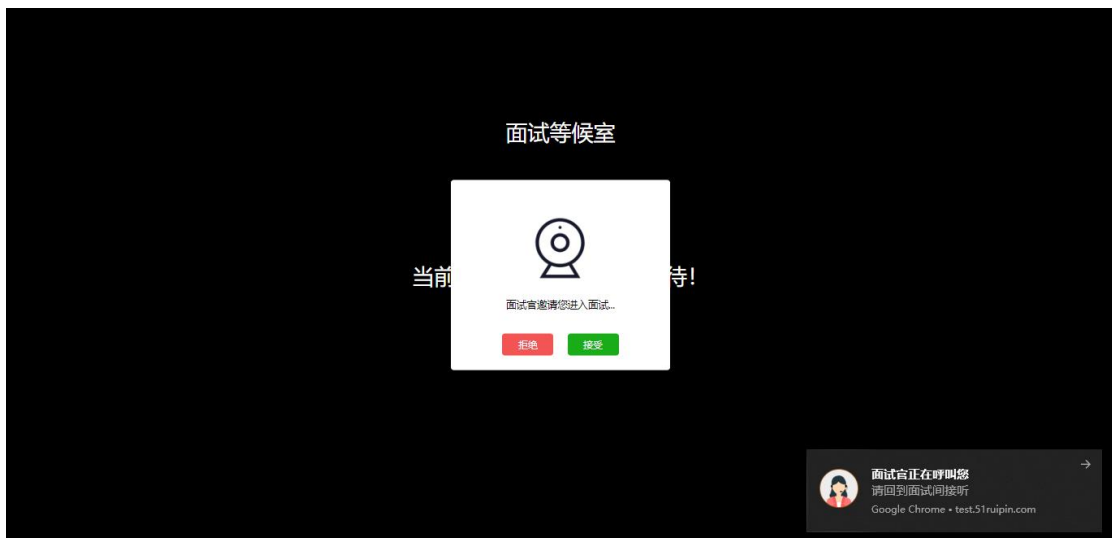 面试等候室
当前
待!
面试官邀请您进入面试...
拒绝
接受
面试官正在呼叫您
请回到面试间接听
Google Chrome • test.51ruipin.com